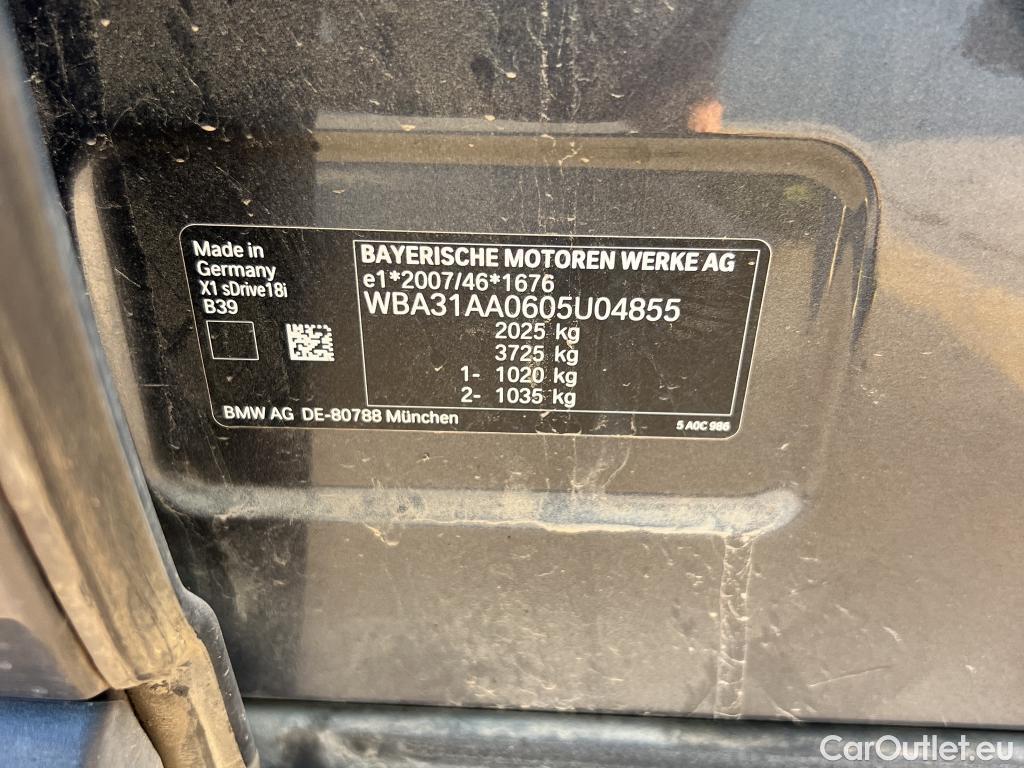 Made in
Germany
X1 sDrive18i
B39
BAYERISCHE MOTOREN WERKE AG
e1*2007/46*1676
WBA31AA0605U04855
2025 kg
3725 kg
1- 1020 kg
2- 1035 kg
BMW AG DE-80788 München
5 A0C 986
CarOutlet.eu